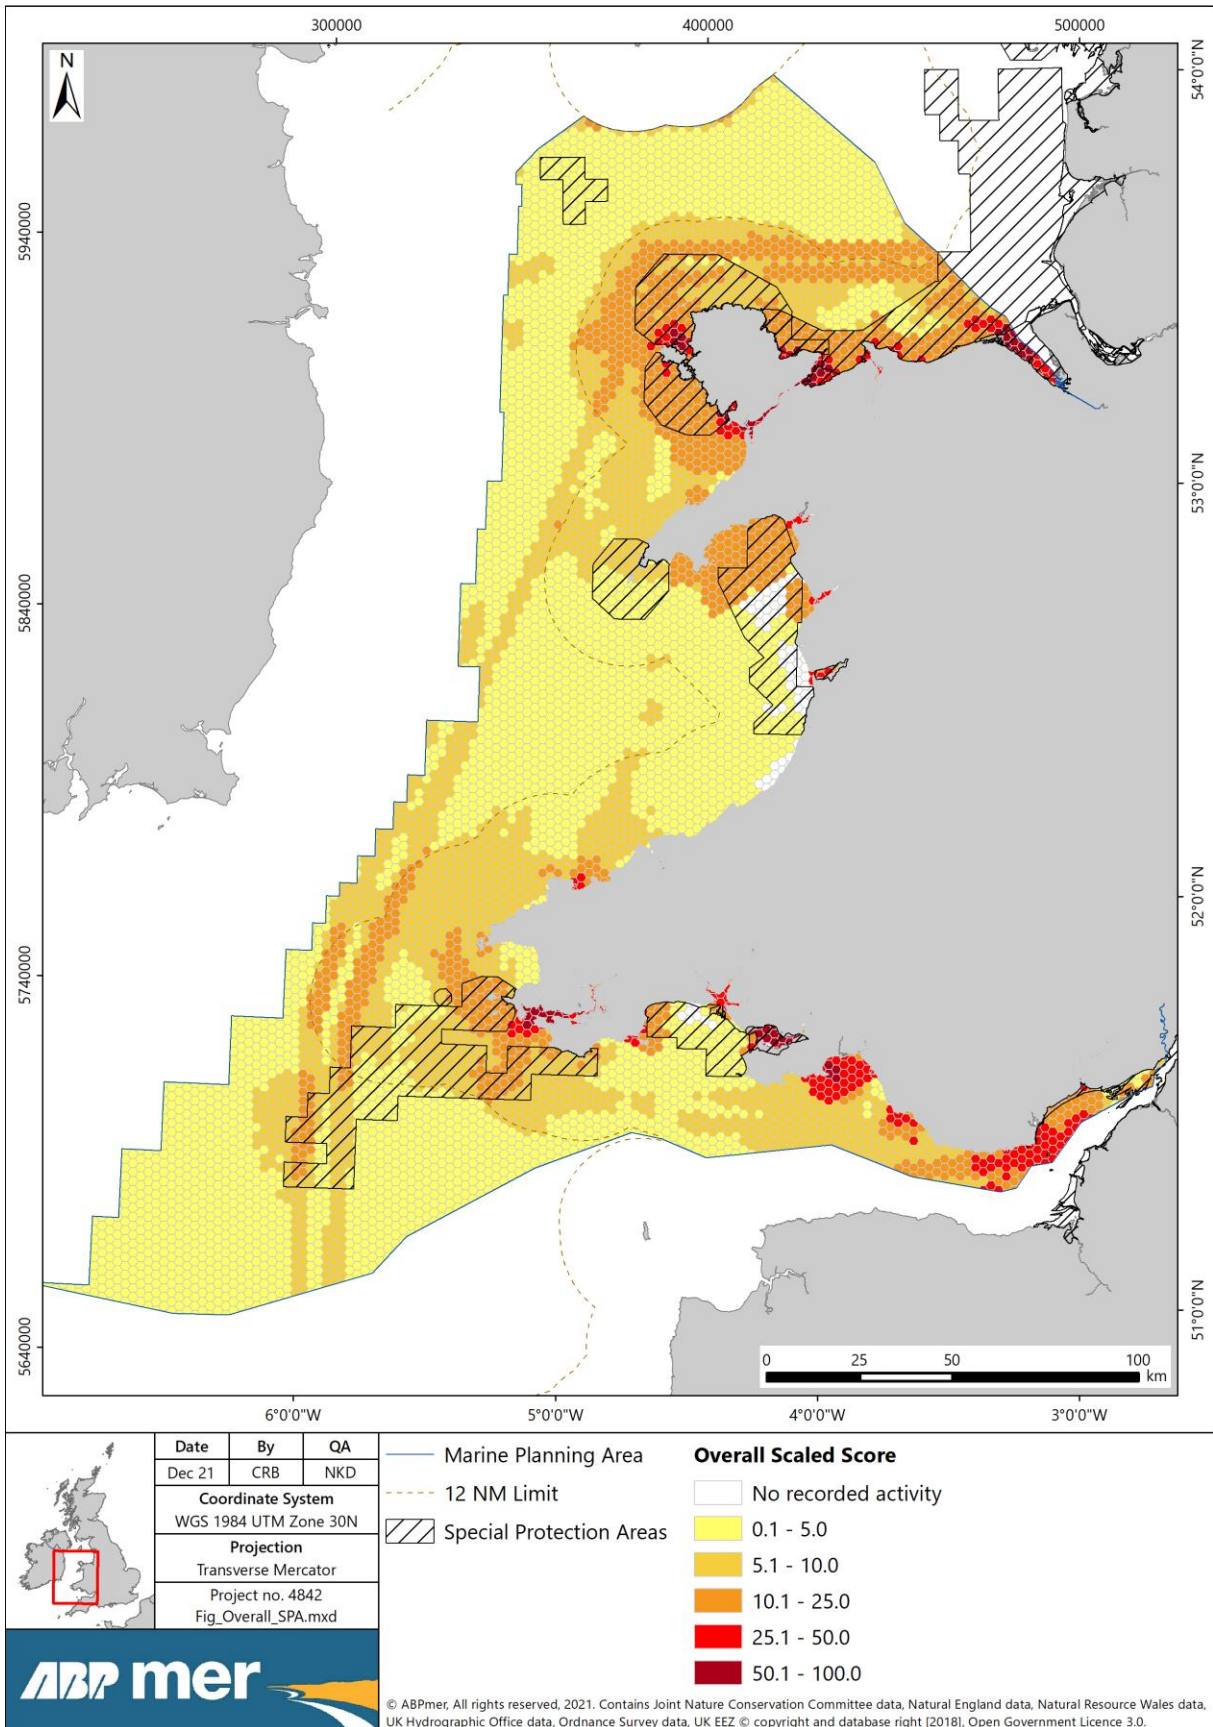 300000 400000 500000
N
54°0'0"N
5940000
53°0'0"N
5840000
52°0'0"N
5740000
51°0'0"N
5640000
0 25 50 100
km
6°0'0"W 5°0'0"W 4°0'0"W 3°0'0"W
Date By QA
Dec 21 CRB NKD
Coordinate System
WGS 1984 UTM Zone 30N
Projection
Transverse Mercator
Project no. 4842
Fig_Overall_SPA.mxd
ABPmer
Marine Planning Area
12 NM Limit
Special Protection Areas
Overall Scaled Score
No recorded activity
0.1 - 5.0
5.1 - 10.0
10.1 - 25.0
25.1 - 50.0
50.1 - 100.0
© ABPmer, All rights reserved, 2021. Contains Joint Nature Conservation Committee data, Natural England data, Natural Resource Wales data,
UK Hydrographic Office data, Ordnance Survey data, UK EEZ © copyright and database right [2018], Open Government Licence 3.0.